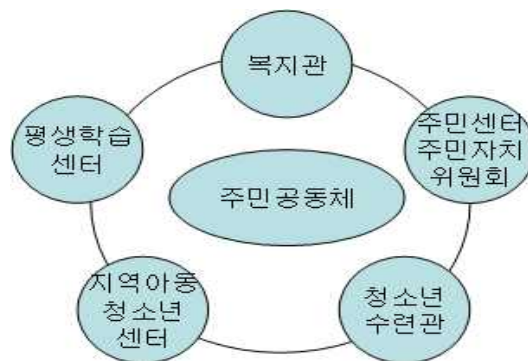 복지관
평생학습
센터
주민센터
주민자치
위원회
주민공동체
지역아동
청소년
센터
청소년
수련관